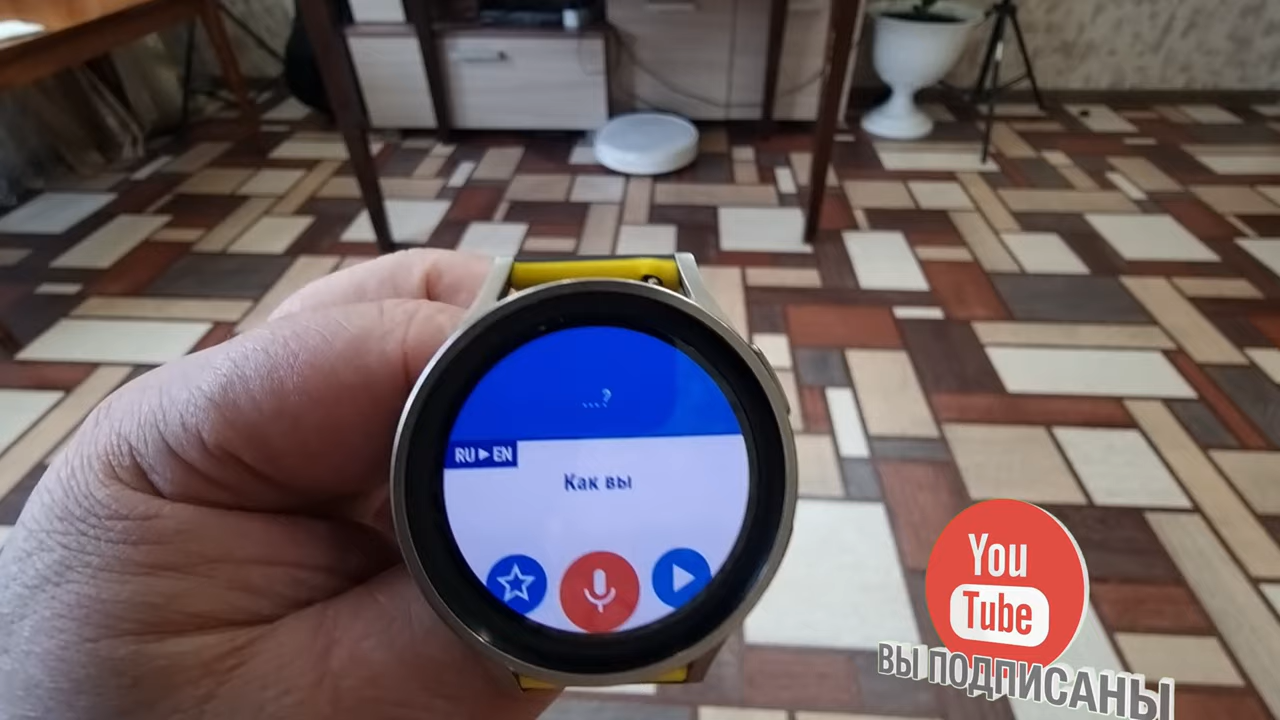 ...?
RU ▶ EN
Как вы
You
Tube
ВЫ ПОДПИСАНЫ